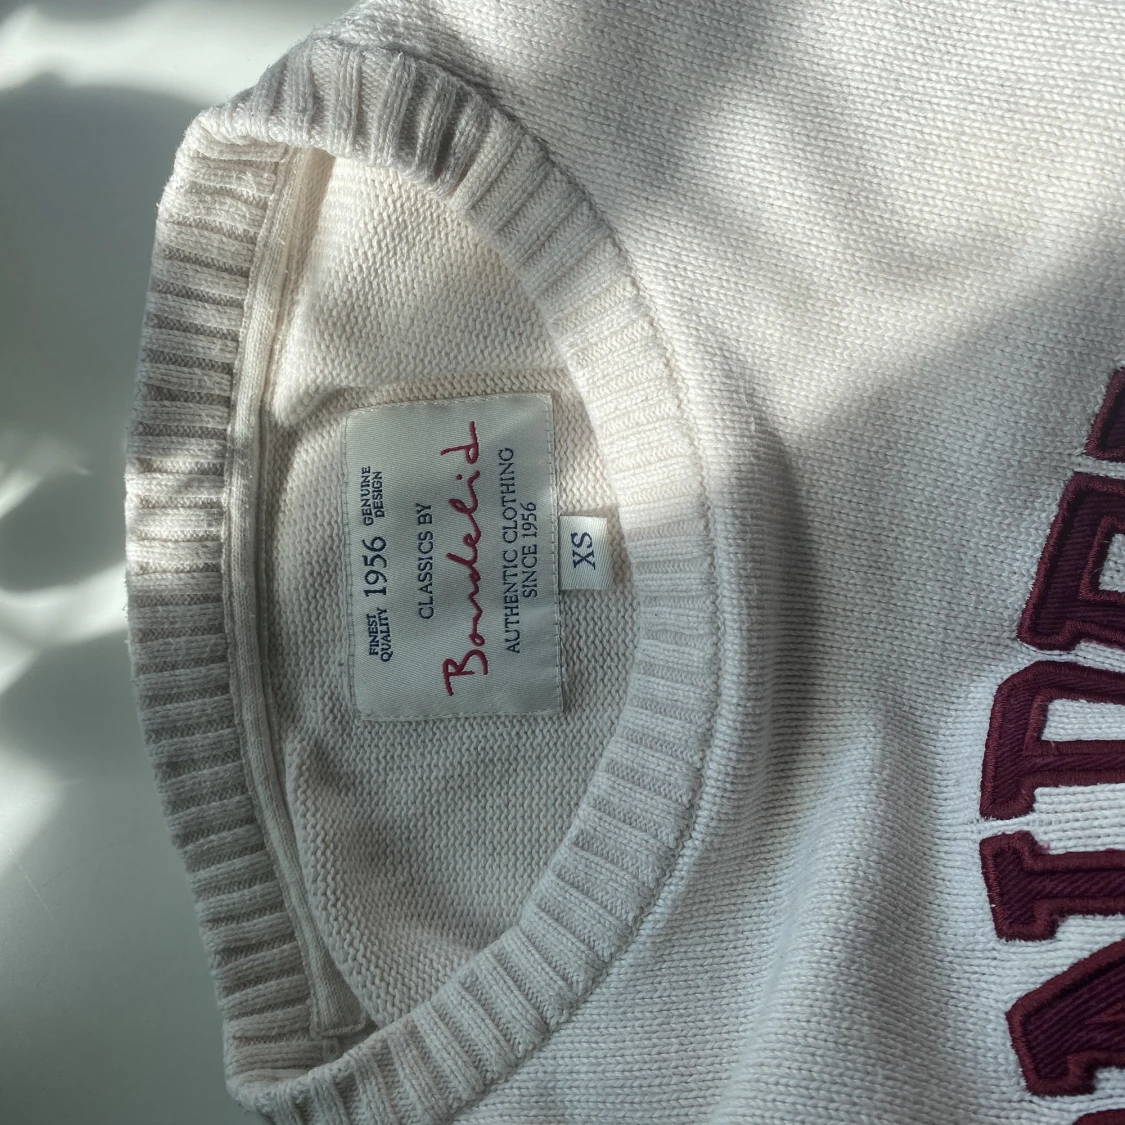 FINEST QUALITY 1956 GENUINE DESIGN
CLASSICS BY
Bondelid
AUTHENTIC CLOTHING
SINCE 1956
XS